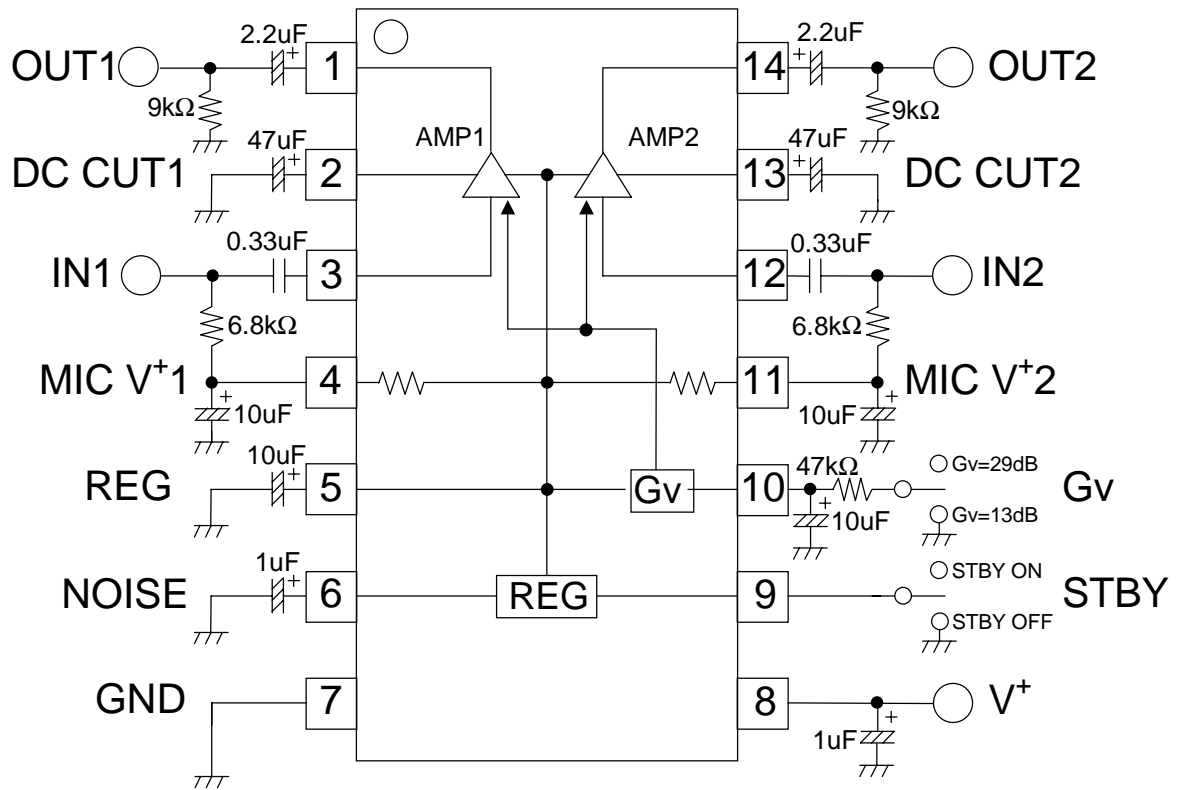 2.2uF + 1 14 + 2.2uF
OUT1 OUT2
9kΩ 9kΩ
AMP1 AMP2
47uF + 2 13 + 47uF
DC CUT1 DC CUT2
0.33uF 3 12 0.33uF
IN1 IN2
6.8kΩ 6.8kΩ
MIC V+1 4 11 MIC V+2
+ 10uF 10uF +
10uF + 5 Gv 10 47kΩ Gv=29dB
REG Gv
+ 10uF Gv=13dB
1uF + 6 REG 9 STBY ON
NOISE STBY
STBY OFF
GND 7 8 V+
1uF +